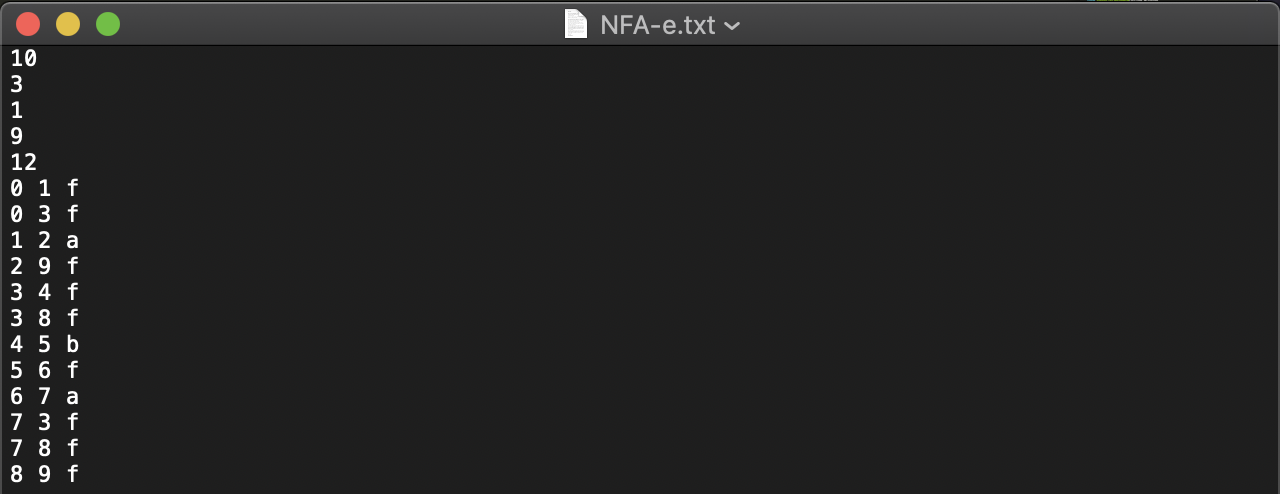 NFA-e.txt
10
3
1
9
12
0 1 f
0 3 f
1 2 a
2 9 f
3 4 f
3 8 f
4 5 b
5 6 f
6 7 a
7 3 f
7 8 f
8 9 f